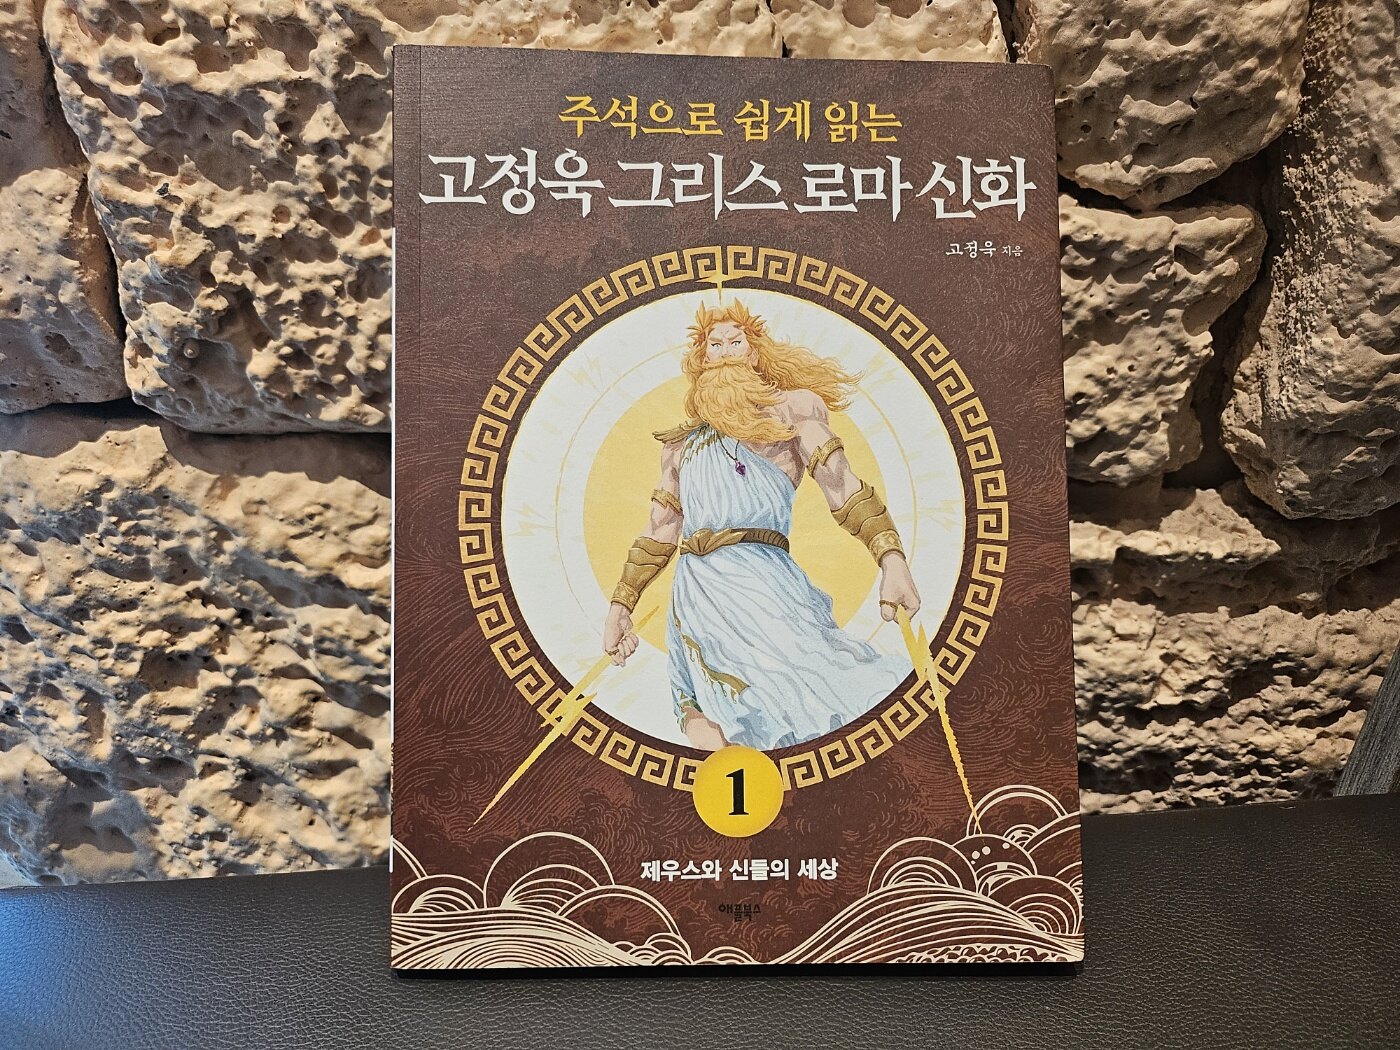 주석으로 쉽게 읽는
고정욱 그리스 로마 신화
고정욱 지음
1
제우스와 신들의 세상
애플북스